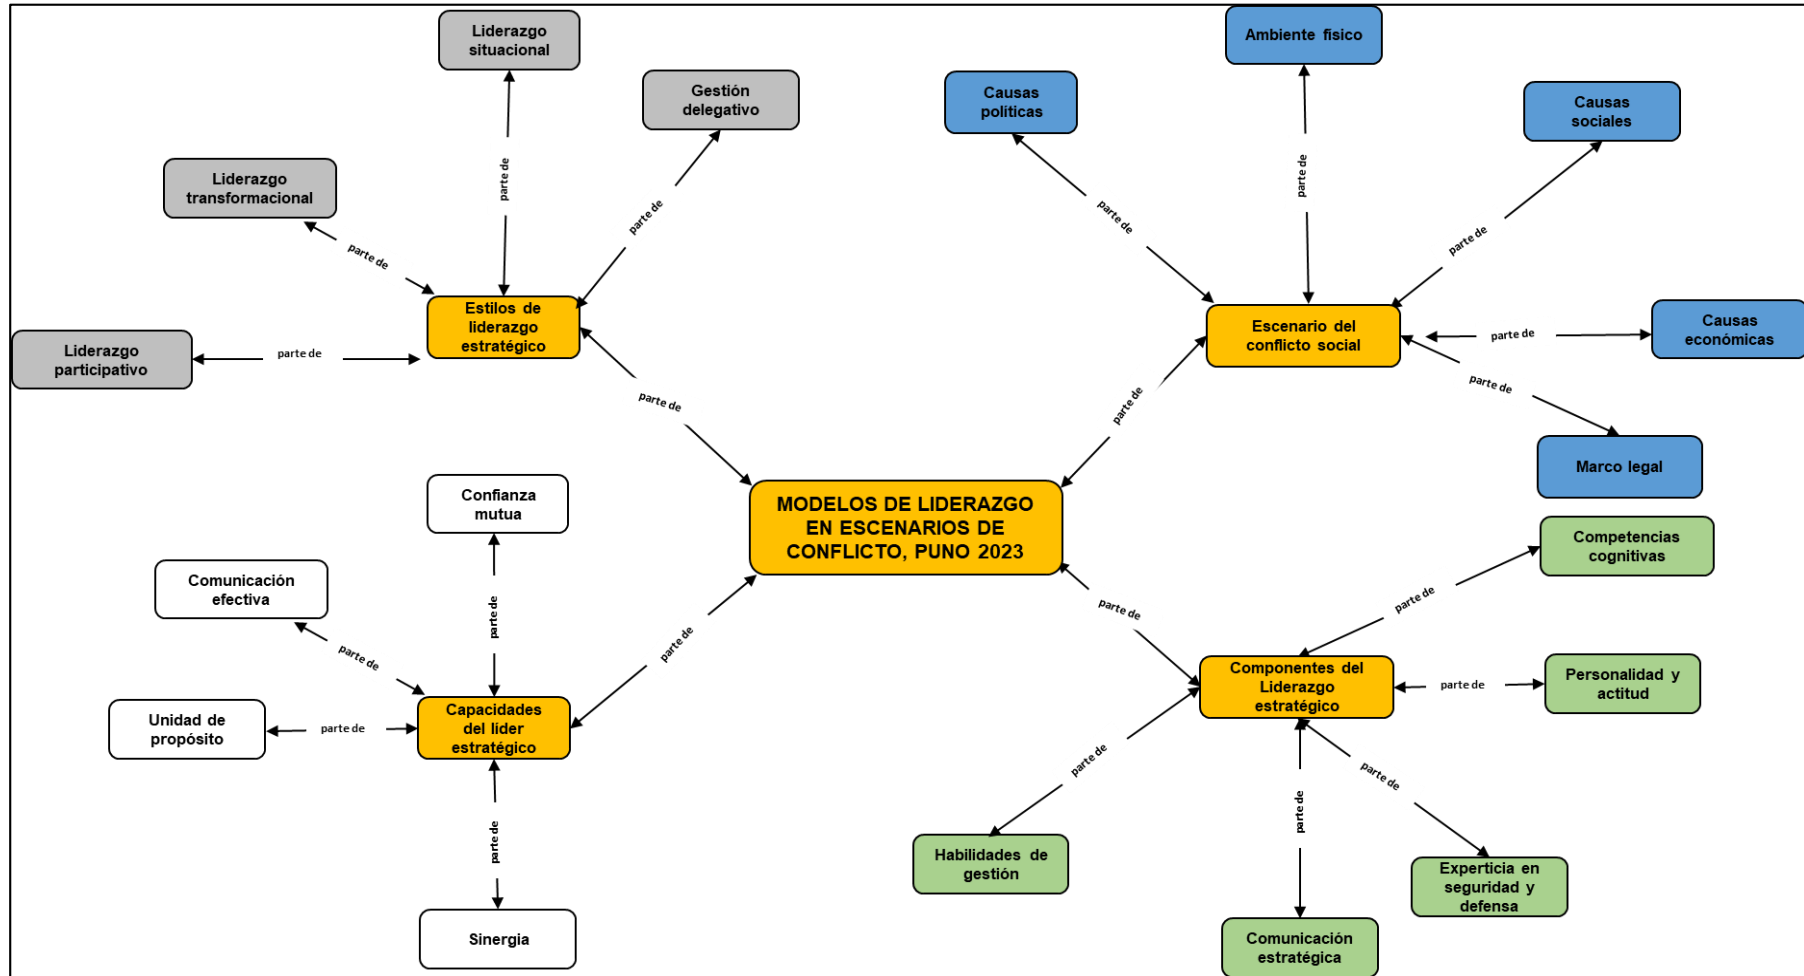 Liderazgo
situacional
Ambiente físico
Gestión
delegativo
Causas
políticas
Causas
sociales
parte de
parte de
Liderazgo
transformacional
parte de
parte de
parte de
parte de
Estilos de
liderazgo
estratégico
Escenario del
conflicto social
Causas
económicas
Liderazgo
participativo
parte de
parte de
parte de
parte de
parte de
Marco legal
Confianza
mutua
MODELOS DE LIDERAZGO
EN ESCENARIOS DE
CONFLICTO, PUNO 2023
Competencias
cognitivas
Comunicación
efectiva
parte de
parte de
parte de
parte de
parte de
Componentes del
Liderazgo
estratégico
Personalidad y
actitud
parte de
Unidad de
propósito
parte de
Capacidades
del líder
estratégico
parte de
parte de
parte de
parte de
Habilidades de
gestión
Experticia en
seguridad y
defensa
Sinergia
Comunicación
estratégica